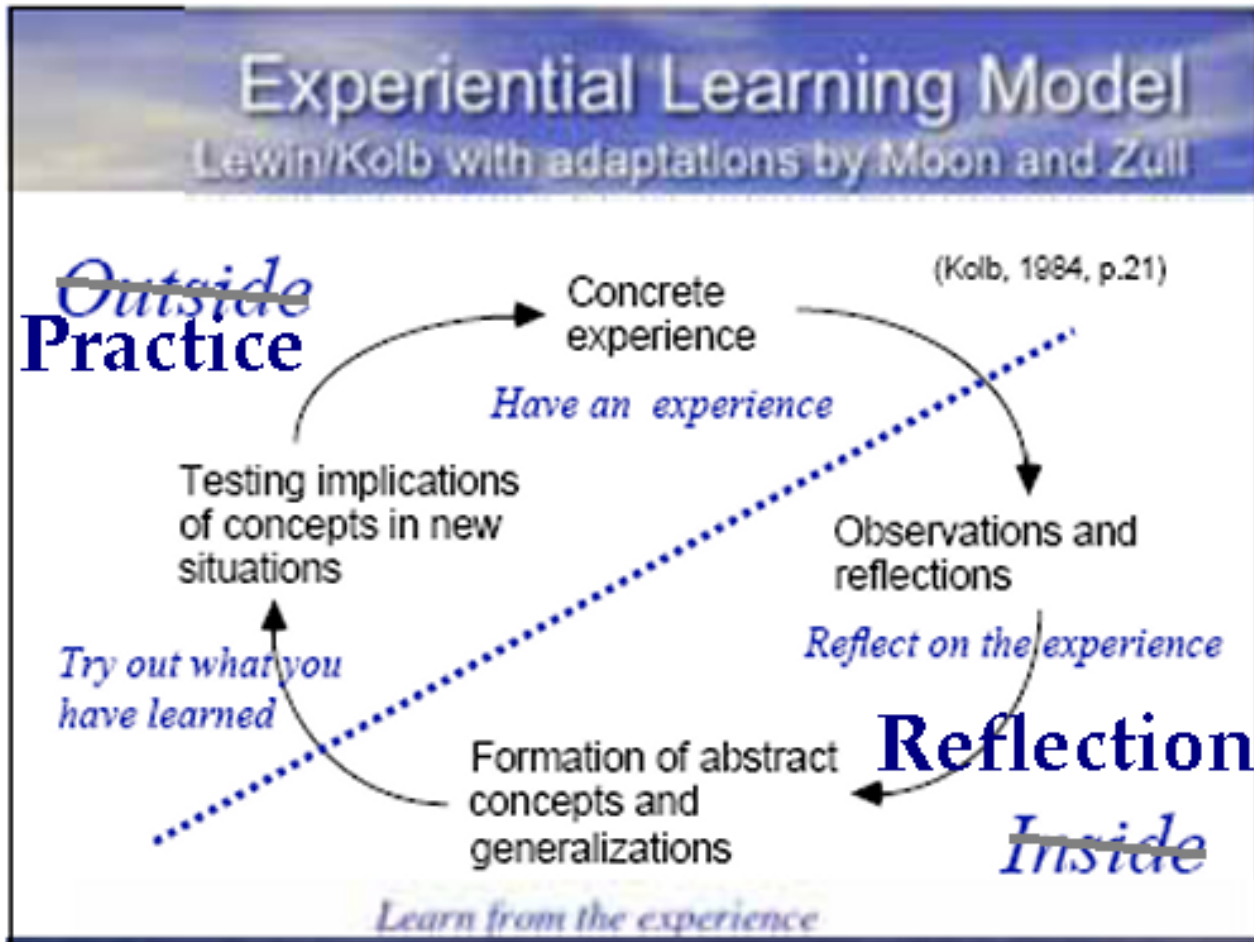 Experiential Learning Model
Lewin/Kolb with adaptations by Moon and Zull
Outside
Practice
(Kolb, 1984, p.21)
Concrete
experience
Have an experience
Testing implications
of concepts in new
situations
Observations and
reflections
Try out what you
have learned
Reflect on the experience
Reflection
Formation of abstract
concepts and
generalizations
Inside
Learn from the experience